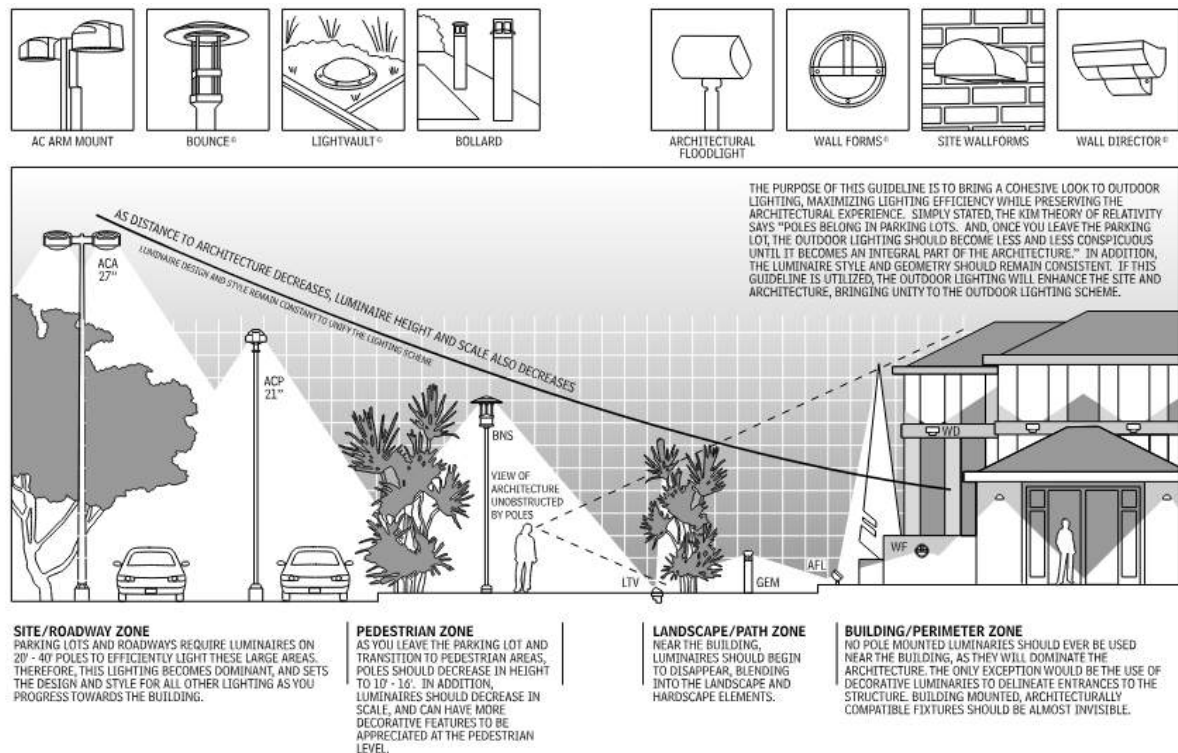 AC ARM MOUNT
BOUNCE©
LIGHTVAULT©
BOLLARD
ARCHITECTURAL
FLOODLIGHT
WALL FORMS©
SITE WALLFORMS
WALL DIRECTOR©
THE PURPOSE OF THIS GUIDELINE IS TO BRING A COHESIVE LOOK TO OUTDOOR
LIGHTING, MAXIMIZING LIGHTING EFFICIENCY WHILE PRESERVING THE
ARCHITECTURAL EXPERIENCE. SIMPLY STATED, THE KIM THEORY OF RELATIVITY
SAYS "POLES BELONG IN PARKING LOTS. AND, ONCE YOU LEAVE THE PARKING
LOT, THE OUTDOOR LIGHTING SHOULD BECOME LESS AND LESS CONSPICUOUS
UNTIL IT BECOMES AN INTEGRAL PART OF THE ARCHITECTURE." IN ADDITION,
THE LUMINAIRE STYLE AND GEOMETRY SHOULD REMAIN CONSISTENT. IF THIS
GUIDELINE IS UTILIZED, THE OUTDOOR LIGHTING WILL ENHANCE THE SITE AND
ARCHITECTURE, BRINGING UNITY TO THE OUTDOOR LIGHTING SCHEME.
AS DISTANCE TO ARCHITECTURE DECREASES, LUMINAIRE HEIGHT AND SCALE ALSO DECREASES
LUMINAIRE DESIGN AND STYLE REMAIN CONSTANT TO UNIFY THE LIGHTING SCHEME
ACA
27"
ACP
21"
BNS
VIEW OF
ARCHITECTURE
UNOBSTRUCTED
BY POLES
WD
WF
LTV
GEM
AFL
SITE/ROADWAY ZONE
PARKING LOTS AND ROADWAYS REQUIRE LUMINAIRES ON
20' - 40' POLES TO EFFICIENTLY LIGHT THESE LARGE AREAS.
THEREFORE, THIS LIGHTING BECOMES DOMINANT, AND SETS
THE DESIGN AND STYLE FOR ALL OTHER LIGHTING AS YOU
PROGRESS TOWARDS THE BUILDING.
PEDESTRIAN ZONE
AS YOU LEAVE THE PARKING LOT AND
TRANSITION TO PEDESTRIAN AREAS,
POLES SHOULD DECREASE IN HEIGHT
TO 10' - 16'. IN ADDITION,
LUMINAIRES SHOULD DECREASE IN
SCALE, AND CAN HAVE MORE
DECORATIVE FEATURES TO BE
APPRECIATED AT THE PEDESTRIAN
LEVEL.
LANDSCAPE/PATH ZONE
NEAR THE BUILDING,
LUMINAIRES SHOULD BEGIN
TO DISAPPEAR, BLENDING
INTO THE LANDSCAPE AND
HARDSCAPE ELEMENTS.
BUILDING/PERIMETER ZONE
NO POLE MOUNTED LUMINARIES SHOULD EVER BE USED
NEAR THE BUILDING, AS THEY WILL DOMINATE THE
ARCHITECTURE. THE ONLY EXCEPTION WOULD BE THE USE OF
DECORATIVE LUMINARIES TO DELINEATE ENTRANCES TO THE
STRUCTURE. BUILDING MOUNTED, ARCHITECTURALLY
COMPATIBLE FIXTURES SHOULD BE ALMOST INVISIBLE.